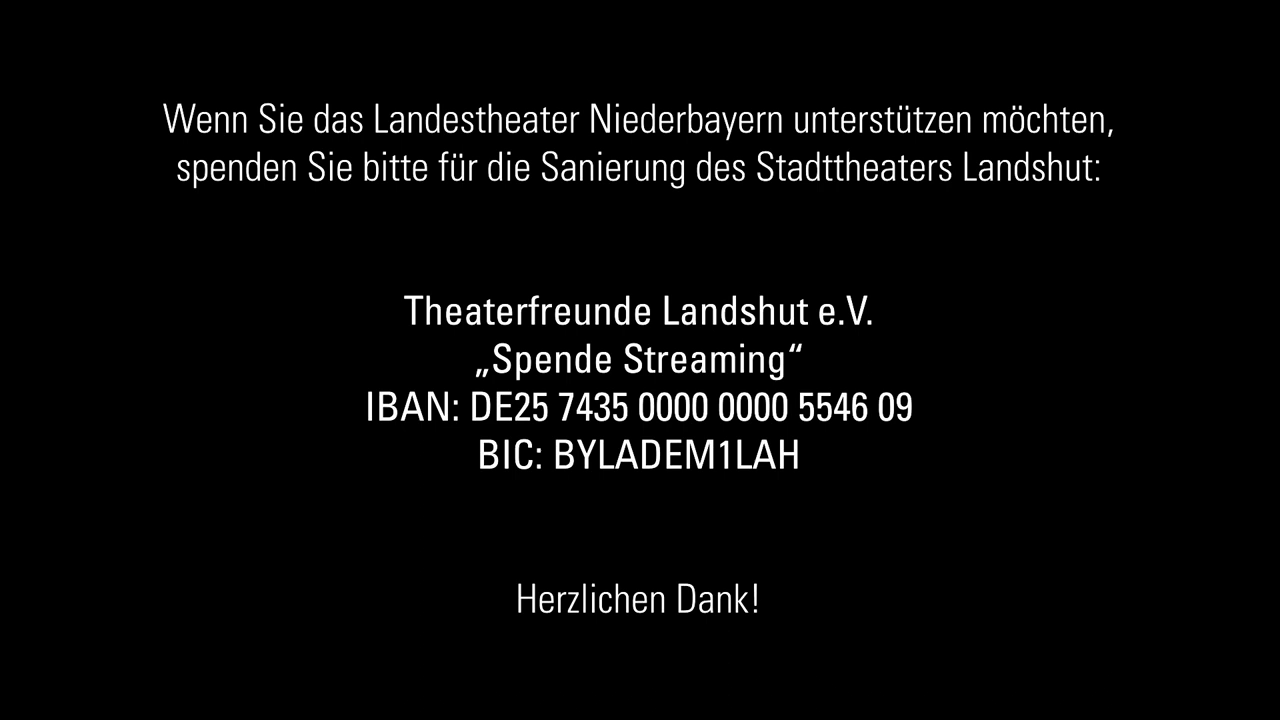 Wenn Sie das Landestheater Niederbayern unterstützen möchten,
spenden Sie bitte für die Sanierung des Stadttheaters Landshut:
Theaterfreunde Landshut e.V.
„Spende Streaming“
IBAN: DE25 7435 0000 0000 5546 09
BIC: BYLADEM1LAH
Herzlichen Dank!